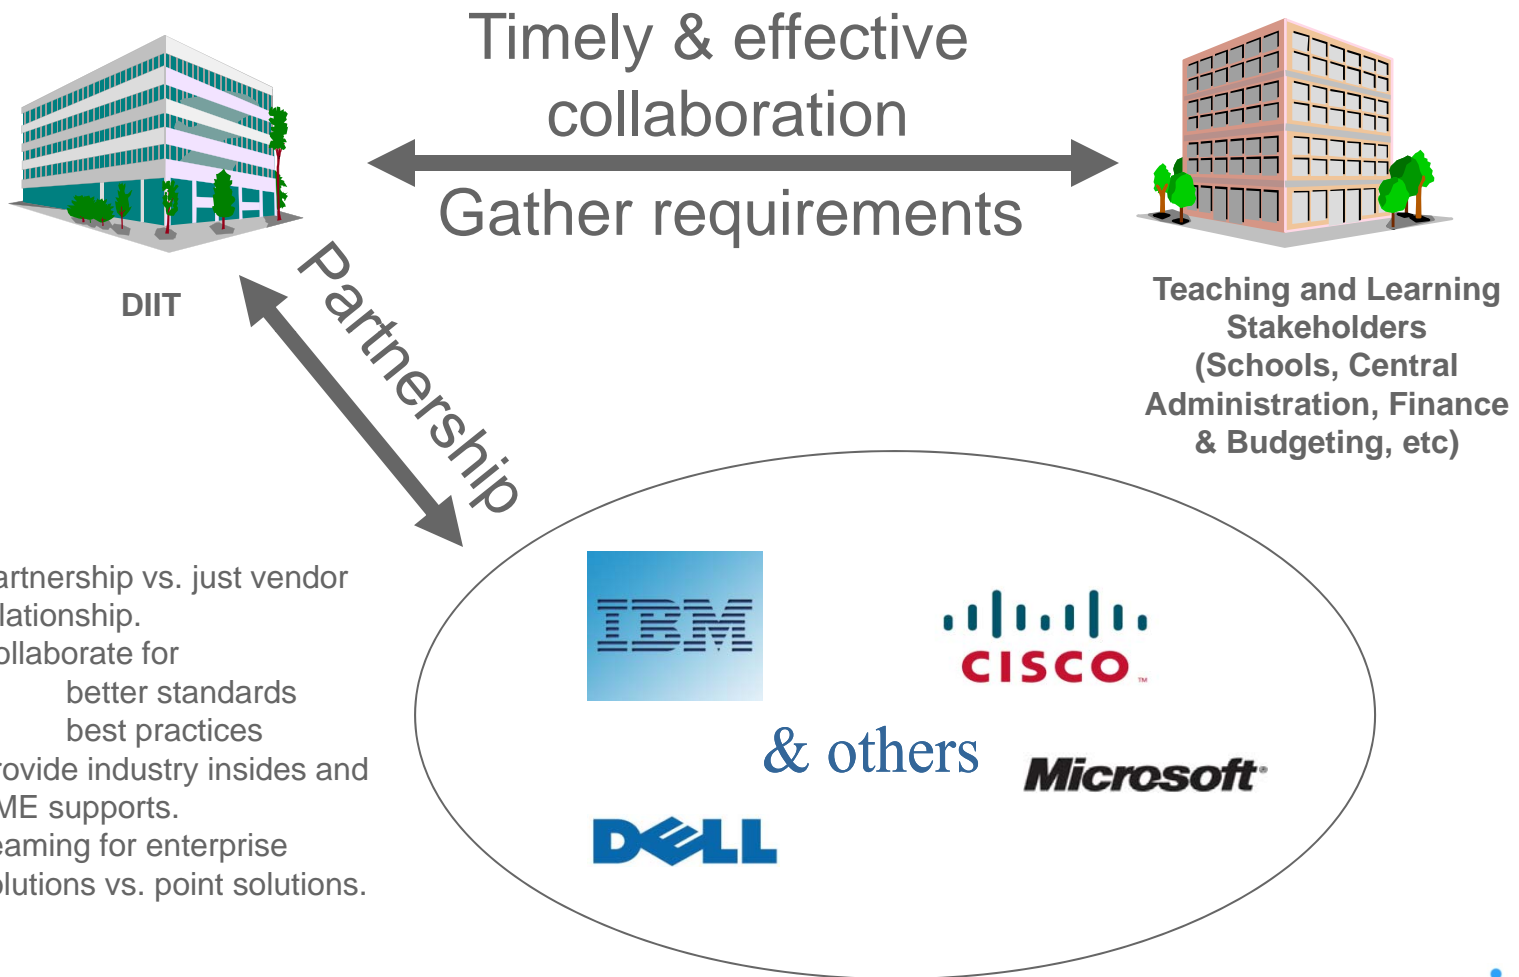 Timely & effective
collaboration
Gather requirements
DIIT
Partnership
Teaching and Learning
Stakeholders
(Schools, Central
Administration, Finance
& Budgeting, etc)
artnership vs. just vendor
lationship.
ollaborate for
better standards
best practices
rovide industry insides and
ME supports.
eaming for enterprise
olutions vs. point solutions.
IBM
CISCO™
& others
Microsoft®
DELL